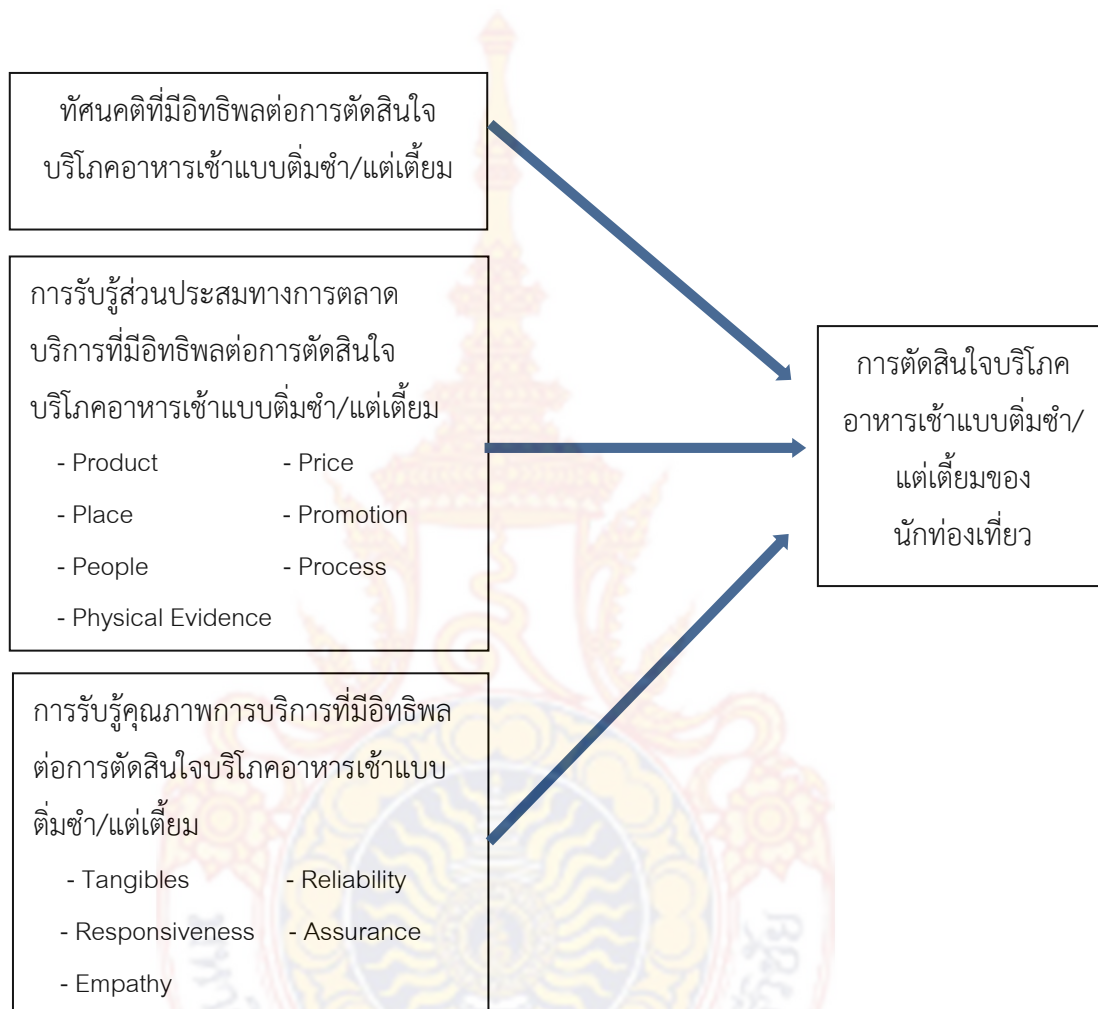 ทัศนคติที่มีอิทธิพลต่อการตัดสินใจ
บริโภคอาหารเช้าแบบติ่มซำ/แต่เตี้ยม
การรับรู้ส่วนประสมทางการตลาด
บริการที่มีอิทธิพลต่อการตัดสินใจ
บริโภคอาหารเช้าแบบติ่มซำ/แต่เตี้ยม
- Product - Price
- Place - Promotion
- People - Process
- Physical Evidence
การรับรู้คุณภาพการบริการที่มีอิทธิพล
ต่อการตัดสินใจบริโภคอาหารเช้าแบบ
ติ่มซำ/แต่เตี้ยม
- Tangibles - Reliability
- Responsiveness - Assurance
- Empathy
การตัดสินใจบริโภค
อาหารเช้าแบบติ่มซำ/
แต่เตี้ยมของ
นักท่องเที่ยว